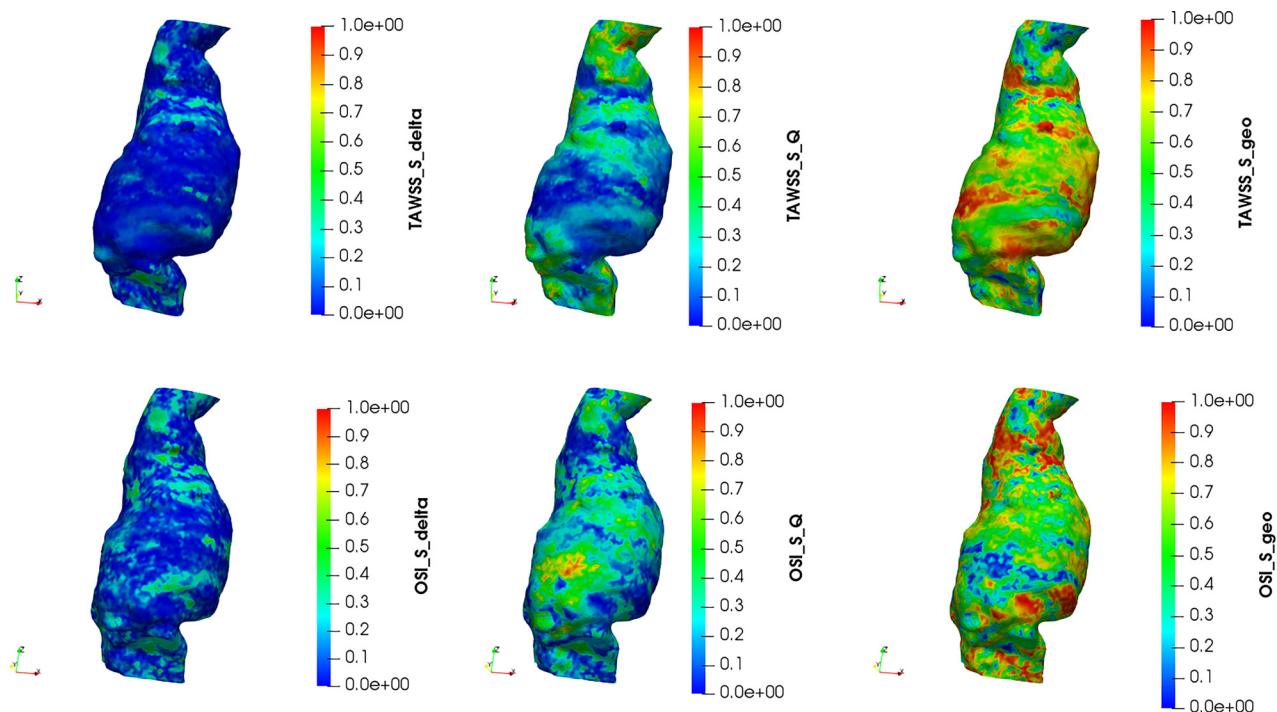 1.0e+00
0.9
0.8
0.7
0.6
0.5
0.4
0.3
0.2
0.1
0.0e+00
TAWSS_S_delta
Z
Y
X
1.0e+00
0.9
0.8
0.7
0.6
0.5
0.4
0.3
0.2
0.1
0.0e+00
TAWSS_S_Q
Z
Y
X
1.0e+00
0.9
0.8
0.7
0.6
0.5
0.4
0.3
0.2
0.1
0.0e+00
TAWSS_S_geo
Z
Y
X
1.0e+00
0.9
0.8
0.7
0.6
0.5
0.4
0.3
0.2
0.1
0.0e+00
OSI_S_delta
Z
Y
X
1.0e+00
0.9
0.8
0.7
0.6
0.5
0.4
0.3
0.2
0.1
0.0e+00
OSI_S_Q
Z
Y
X
1.0e+00
0.9
0.8
0.7
0.6
0.5
0.4
0.3
0.2
0.1
0.0e+00
OSI_S_geo
Z
Y
X